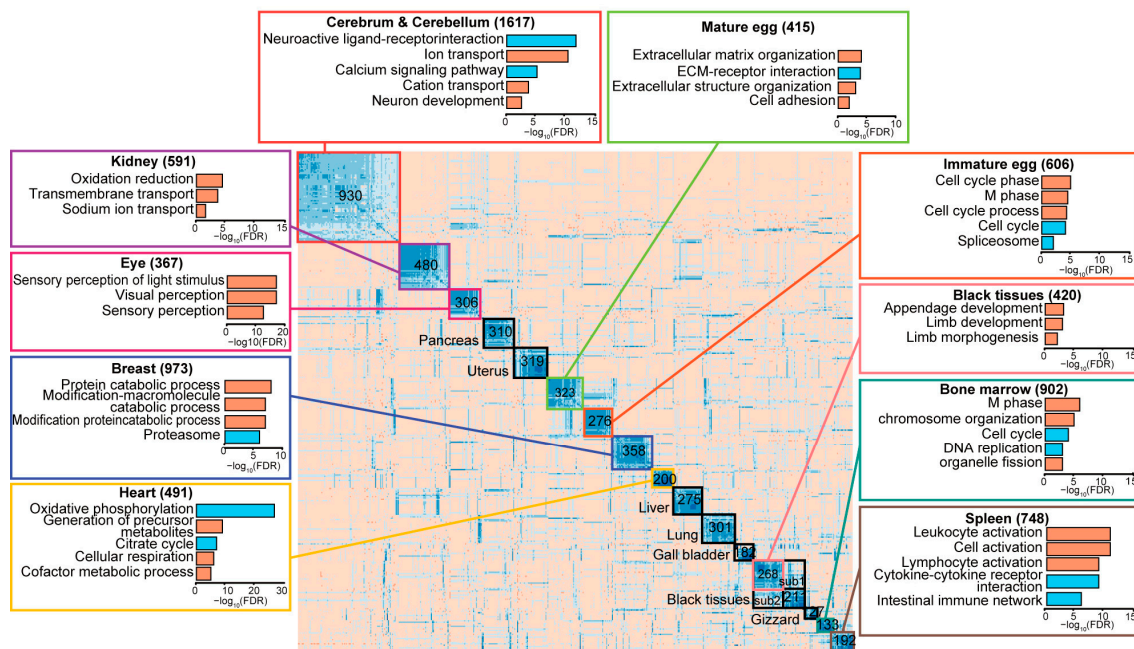 Cerebrum & Cerebellum (1617)
Neuroactive ligand-receptorinteraction
Ion transport
Calcium signaling pathway
Cation transport
Neuron development
0 5 10 15
−log10(FDR)
Mature egg (415)
Extracellular matrix organization
ECM-receptor interaction
Extracellular structure organization
Cell adhesion
0 5 10
−log10(FDR)
Kidney (591)
Oxidation reduction
Transmembrane transport
Sodium ion transport
0 5 10 15
−log10(FDR)
Eye (367)
Sensory perception of light stimulus
Visual perception
Sensory perception
0 10 20
−log10(FDR)
Breast (973)
Protein catabolic process
Modification-macromolecule
catabolic process
Modification proteincatabolic process
Proteasome
0 5 10
−log10(FDR)
Heart (491)
Oxidative phosphorylation
Generation of precursor
metabolites
Citrate cycle
Cellular respiration
Cofactor metabolic process
0 10 20 30
−log10(FDR)
930
480
306
Pancreas 310
Uterus 319
323
276
358
200
Liver 275
Lung 301
Gall bladder 182
268
sub1
Black tissues sub2 211
Gizzard 127
133
192
Immature egg (606)
Cell cycle phase
M phase
Cell cycle process
Cell cycle
Spliceosome
0 5 10 15
−log10(FDR)
Black tissues (420)
Appendage development
Limb development
Limb morphogenesis
0 5 10 15
−log10(FDR)
Bone marrow (902)
M phase
chromosome organization
Cell cycle
DNA replication
organelle fission
0 5 10 15
−log10(FDR)
Spleen (748)
Leukocyte activation
Cell activation
Lymphocyte activation
Cytokine-cytokine receptor
interaction
Intestinal immune network
0 5 10 15
−log10(FDR)